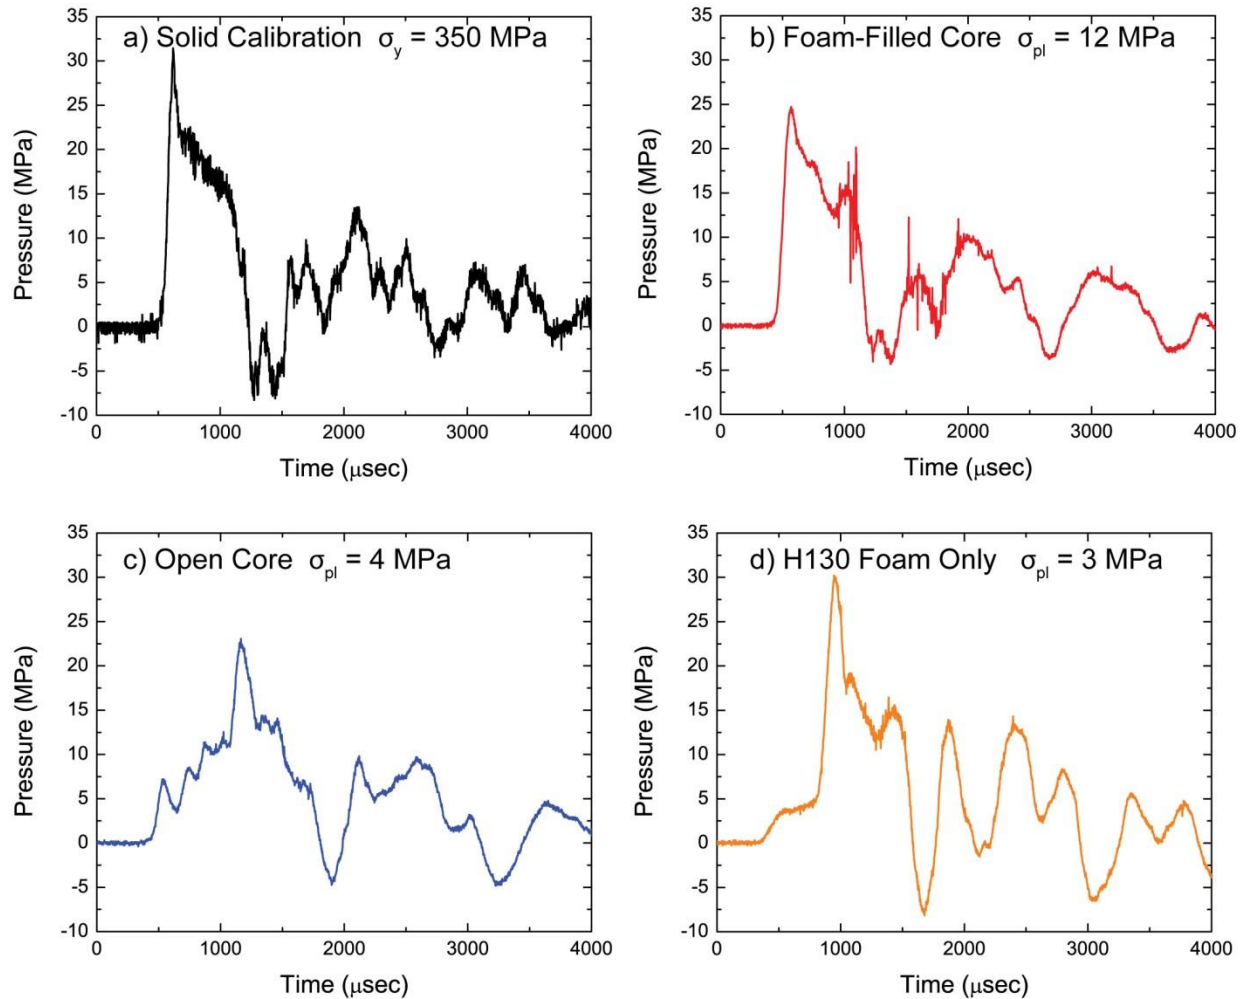 a) Solid Calibration σy = 350 MPa
35
30
25
20
15
10
5
0
-5
-10
Pressure (MPa)
0 1000 2000 3000 4000
Time (μsec)
b) Foam-Filled Core σpl = 12 MPa
35
30
25
20
15
10
5
0
-5
-10
Pressure (MPa)
0 1000 2000 3000 4000
Time (μsec)
c) Open Core σpl = 4 MPa
35
30
25
20
15
10
5
0
-5
-10
Pressure (MPa)
0 1000 2000 3000 4000
Time (μsec)
d) H130 Foam Only σpl = 3 MPa
35
30
25
20
15
10
5
0
-5
-10
Pressure (MPa)
0 1000 2000 3000 4000
Time (μsec)